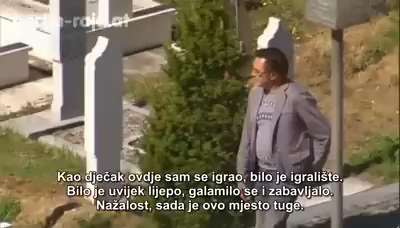 Kao dječak ovdje sam se igrao, bilo je igralište.
Bilo je uvijek lijepo, galamilo se i zabavljalo.
Nažalost, sada je ovo mjesto tuge.